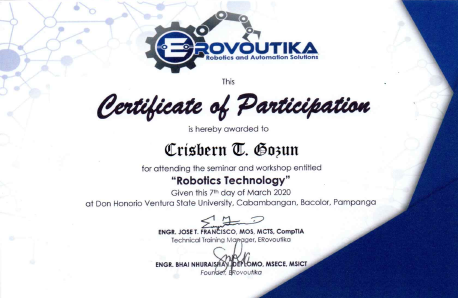 EROVOUTIKA
Robotics and Automation Solutions
This
Certificate of Participation
is hereby awarded to
Crisbern T. Gozun
for attending the seminar and workshop entitled
“Robotics Technology”
Given this 7th day of March 2020
at Don Honorio Ventura State University, Cabambangan, Bacolor, Pampanga
ENGR. JOSE T. FRANCISCO, MOS, MCTS, CompTIA
Technical Training Manager, ERovoutika
ENGR. BHAI NHURAISHA DEPLOMO, MSECE, MSICT
Founder, ERovoutika